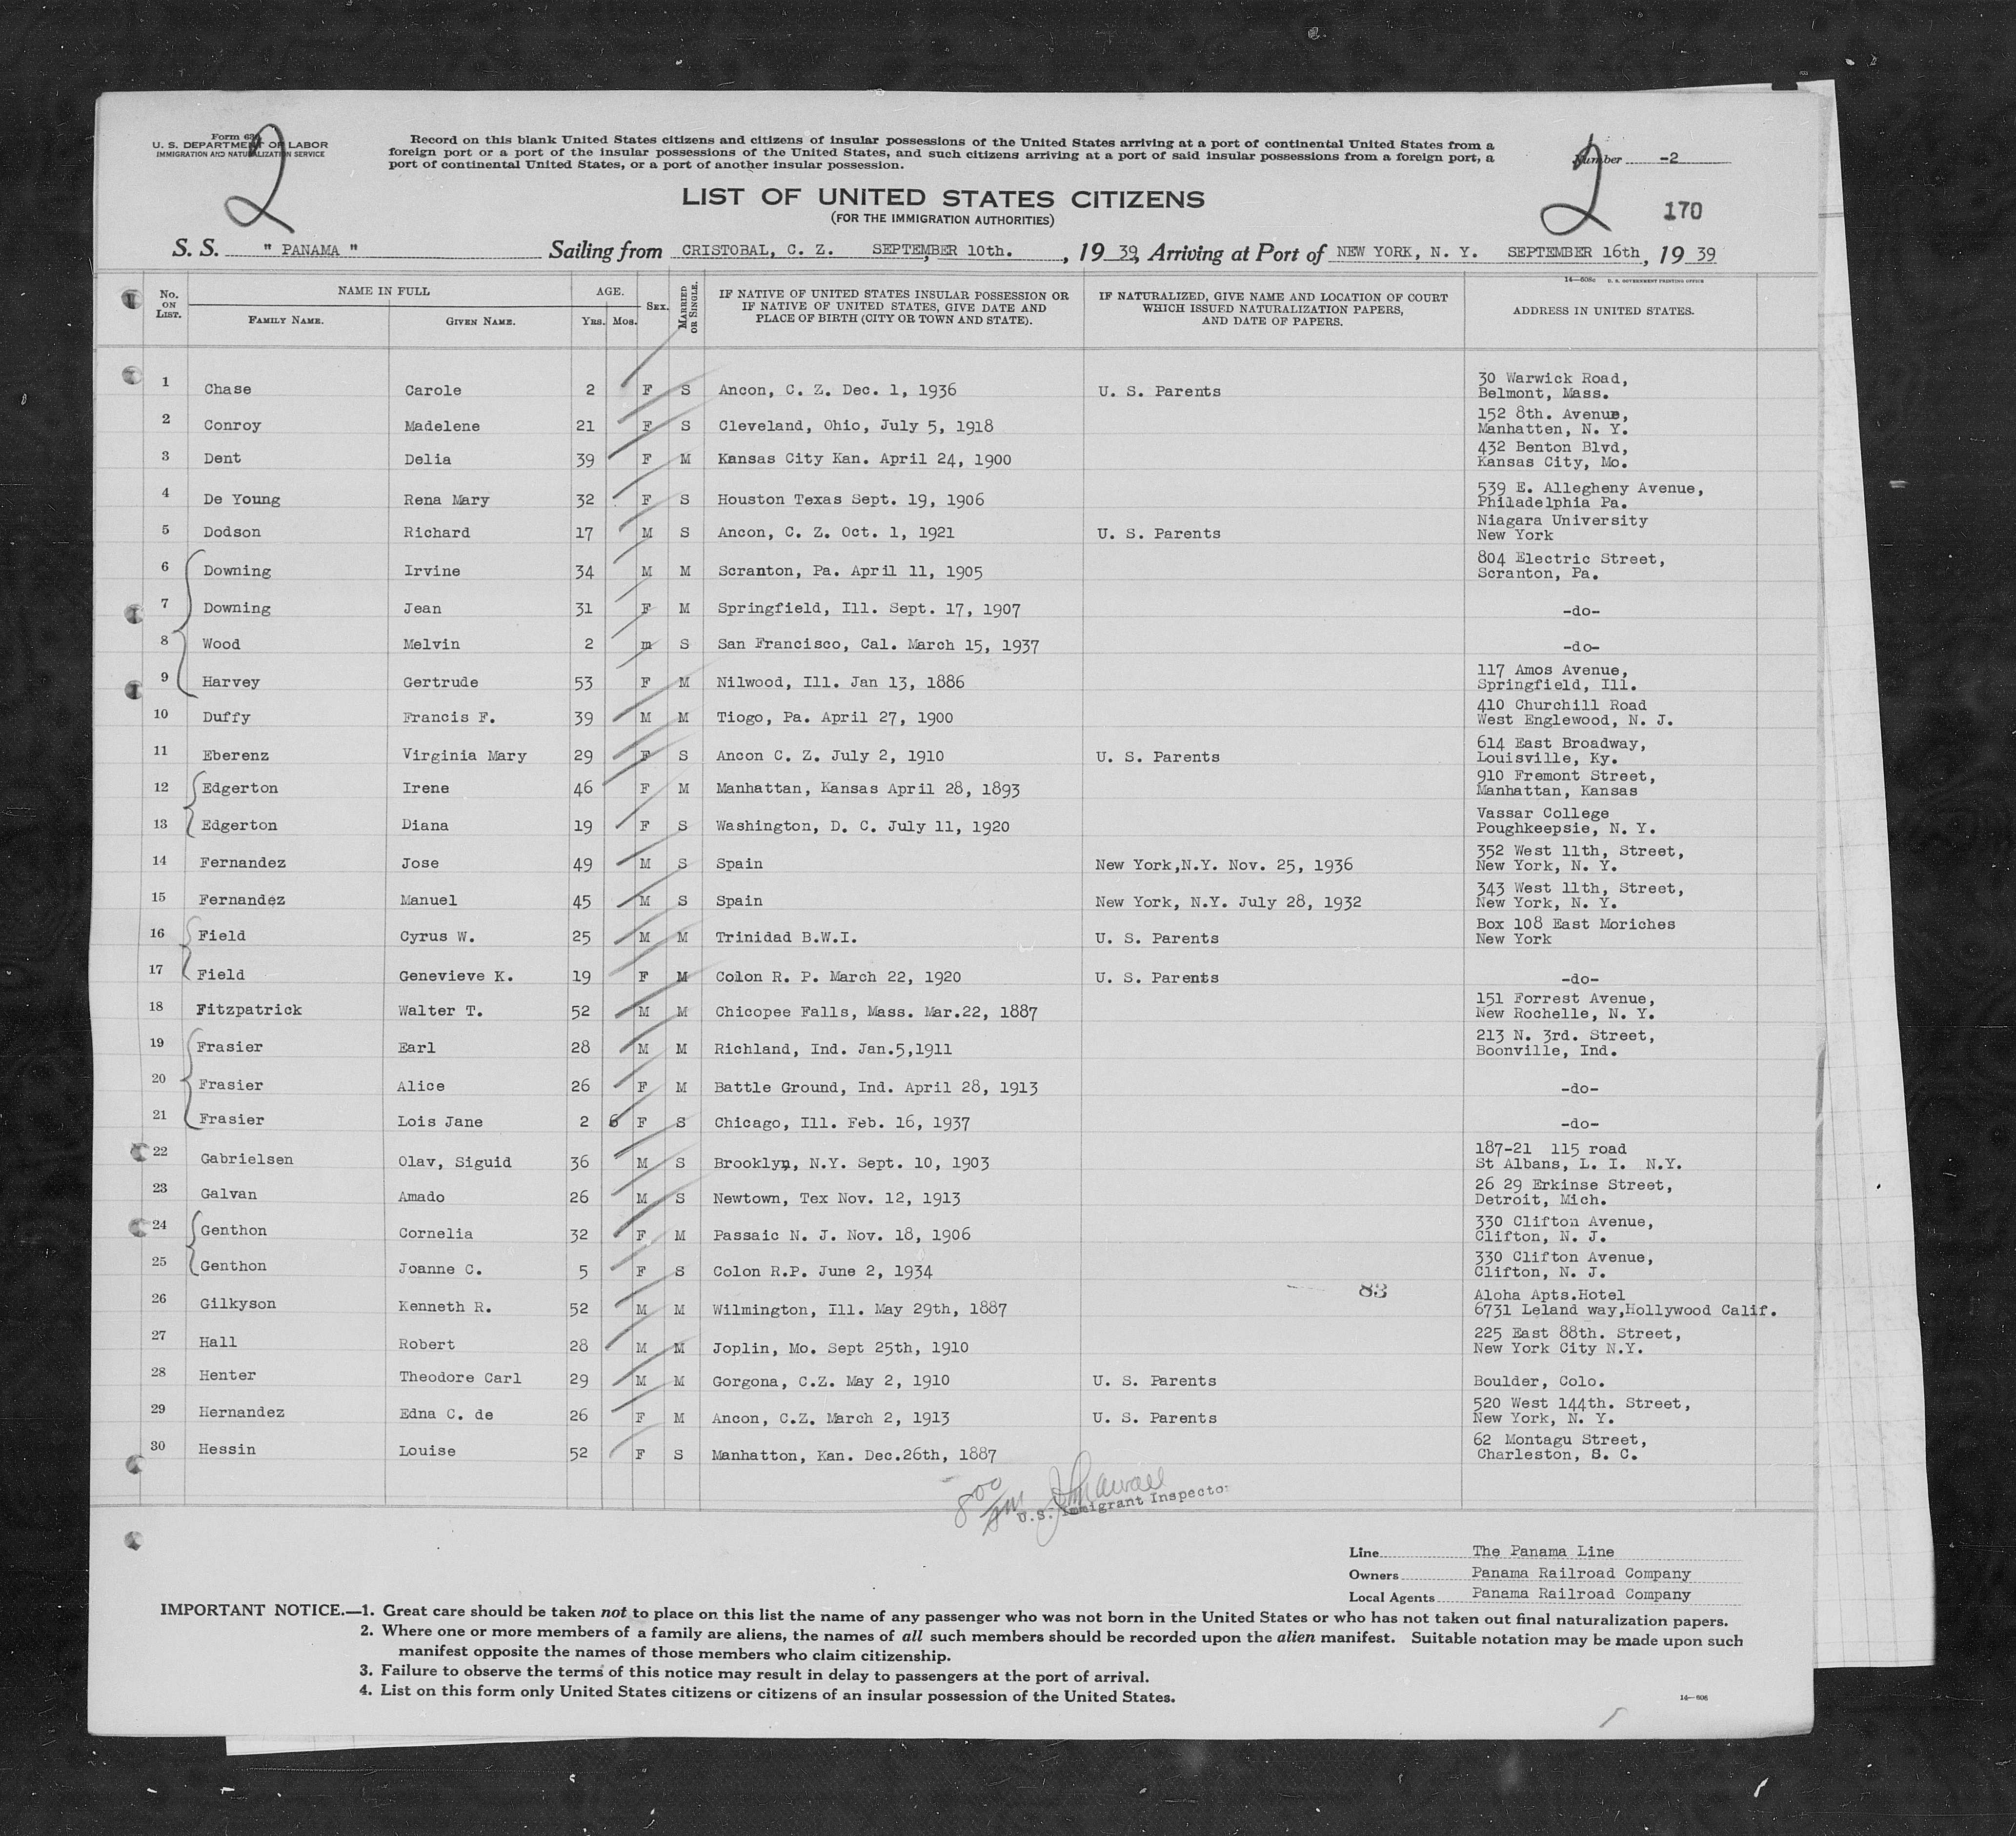 Form 630
U. S. DEPARTMENT OF LABOR
IMMIGRATION AND NATURALIZATION SERVICE
2
Record on this blank United States citizens and citizens of insular possessions of the United States arriving at a port of continental United States from a
foreign port or a port of the insular possessions of the United States, and such citizens arriving at a port of said insular possessions from a foreign port, a
port of continental United States, or a port of another insular possession.
Number -2
2
170
LIST OF UNITED STATES CITIZENS
(FOR THE IMMIGRATION AUTHORITIES)
S. S. " PANAMA " Sailing from CRISTOBAL, C. Z. SEPTEMBER 10th. , 19 39, Arriving at Port of NEW YORK, N. Y. SEPTEMBER 16th, 19 39
14—608c U. S. GOVERNMENT PRINTING OFFICE
No. ON LIST. NAME IN FULL FAMILY NAME. GIVEN NAME. AGE. Yrs. Mos. SEX. MARRIED OR SINGLE. IF NATIVE OF UNITED STATES INSULAR POSSESSION OR IF NATIVE OF UNITED STATES, GIVE DATE AND PLACE OF BIRTH (CITY OR TOWN AND STATE). IF NATURALIZED, GIVE NAME AND LOCATION OF COURT WHICH ISSUED NATURALIZATION PAPERS, AND DATE OF PAPERS. ADDRESS IN UNITED STATES.
1 Chase Carole 2 F S Ancon, C. Z. Dec. 1, 1936 U. S. Parents 30 Warwick Road,
Belmont, Mass.
2 Conroy Madelene 21 F S Cleveland, Ohio, July 5, 1918 152 8th. Avenue,
Manhatten, N. Y.
3 Dent Delia 39 F M Kansas City Kan. April 24, 1900 432 Benton Blvd,
Kansas City, Mo.
4 De Young Rena Mary 32 F S Houston Texas Sept. 19, 1906 539 E. Allegheny Avenue,
Philadelphia Pa.
5 Dodson Richard 17 M S Ancon, C. Z. Oct. 1, 1921 U. S. Parents Niagara University
New York
6 Downing Irvine 34 M M Scranton, Pa. April 11, 1905 804 Electric Street,
Scranton, Pa.
7 Downing Jean 31 F M Springfield, Ill. Sept. 17, 1907 -do-
8 Wood Melvin 2 m S San Francisco, Cal. March 15, 1937 -do-
9 Harvey Gertrude 53 F M Nilwood, Ill. Jan 13, 1886 117 Amos Avenue,
Springfield, Ill.
10 Duffy Francis F. 39 M M Tiogo, Pa. April 27, 1900 410 Churchill Road
West Englewood, N. J.
11 Eberenz Virginia Mary 29 F S Ancon C. Z. July 2, 1910 U. S. Parents 614 East Broadway,
Louisville, Ky.
12 Edgerton Irene 46 F M Manhattan, Kansas April 28, 1893 910 Fremont Street,
Manhattan, Kansas
13 Edgerton Diana 19 F S Washington, D. C. July 11, 1920 Vassar College
Poughkeepsie, N. Y.
14 Fernandez Jose 49 M S Spain New York,N.Y. Nov. 25, 1936 352 West 11th, Street,
New York, N. Y.
15 Fernandez Manuel 45 M S Spain New York, N.Y. July 28, 1932 343 West 11th, Street,
New York, N. Y.
16 Field Cyrus W. 25 M M Trinidad B.W.I. U. S. Parents Box 108 East Moriches
New York
17 Field Genevieve K. 19 F M Colon R. P. March 22, 1920 U. S. Parents -do-
18 Fitzpatrick Walter T. 52 M M Chicopee Falls, Mass. Mar.22, 1887 151 Forrest Avenue,
New Rochelle, N. Y.
19 Frasier Earl 28 M M Richland, Ind. Jan.5,1911 213 N. 3rd. Street,
Boonville, Ind.
20 Frasier Alice 26 F M Battle Ground, Ind. April 28, 1913 -do-
21 Frasier Lois Jane 2 6 F S Chicago, Ill. Feb. 16, 1937 -do-
22 Gabrielsen Olav, Siguid 36 M S Brooklyn, N.Y. Sept. 10, 1903 187-21 115 road
St Albans, L. I. N.Y.
23 Galvan Amado 26 M S Newtown, Tex Nov. 12, 1913 26 29 Erkinse Street,
Detroit, Mich.
24 Genthon Cornelia 32 F M Passaic N. J. Nov. 18, 1906 330 Clifton Avenue,
Clifton, N. J.
25 Genthon Joanne C. 5 F S Colon R.P. June 2, 1934 330 Clifton Avenue,
Clifton, N. J.
83
26 Gilkyson Kenneth R. 52 M M Wilmington, Ill. May 29th, 1887 Aloha Apts.Hotel
6731 Leland way,Hollywood Calif.
27 Hall Robert 28 M M Joplin, Mo. Sept 25th, 1910 225 East 88th. Street,
New York City N.Y.
28 Henter Theodore Carl 29 M M Gorgona, C.Z. May 2, 1910 U. S. Parents Boulder, Colo.
29 Hernandez Edna C. de 26 F M Ancon, C.Z. March 2, 1913 U. S. Parents 520 West 144th. Street,
New York, N. Y.
30 Hessin Louise 52 F S Manhatton, Kan. Dec.26th, 1887 62 Montagu Street,
Charleston, S. C.
8 00
U.S. Immigrant Inspector
Line The Panama Line
Owners Panama Railroad Company
Local Agents Panama Railroad Company
IMPORTANT NOTICE.—1. Great care should be taken not to place on this list the name of any passenger who was not born in the United States or who has not taken out final naturalization papers.
2. Where one or more members of a family are aliens, the names of all such members should be recorded upon the alien manifest. Suitable notation may be made upon such
manifest opposite the names of those members who claim citizenship.
3. Failure to observe the terms of this notice may result in delay to passengers at the port of arrival.
4. List on this form only United States citizens or citizens of an insular possession of the United States.
14—606